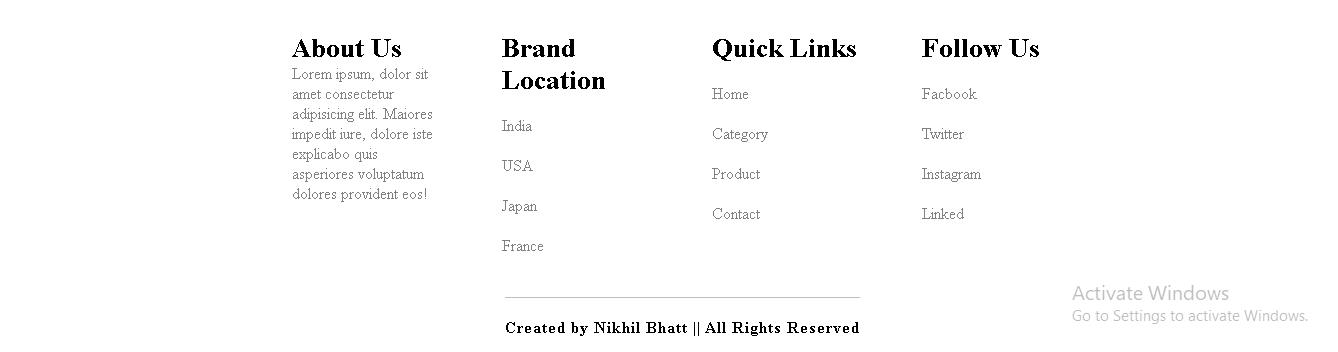 About Us
Lorem ipsum, dolor sit
amet consectetur
adipisicing elit. Maiores
impedit iure, dolore iste
explicabo quis
asperiores voluptatum
dolores provident eos!
Brand
Location
India
USA
Japan
France
Quick Links
Home
Category
Product
Contact
Follow Us
Facbook
Twitter
Instagram
Linked
Created by Nikhil Bhatt || All Rights Reserved
Activate Windows
Go to Settings to activate Windows.